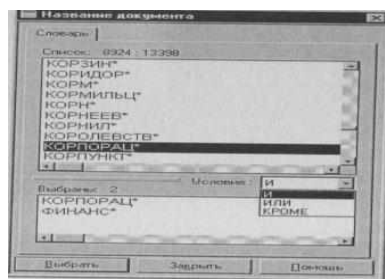 Название документа
Словарь
Список: 6324 : 13398
КОРЗИН*
КОРИДОР*
КОРМ*
КОРМИЛЬЦ*
КОРН*
КОРНЕЕВ*
КОРНИЛ*
КОРОЛЕВСТВ*
КОРПОРАЦ*
КОРПУНКТ*
Выбраны: 2
Условие: И
КОРПОРАЦ*
ФИНАНС*
И
ИЛИ
КРОМЕ
Выбрать
Закрыть
Помощь